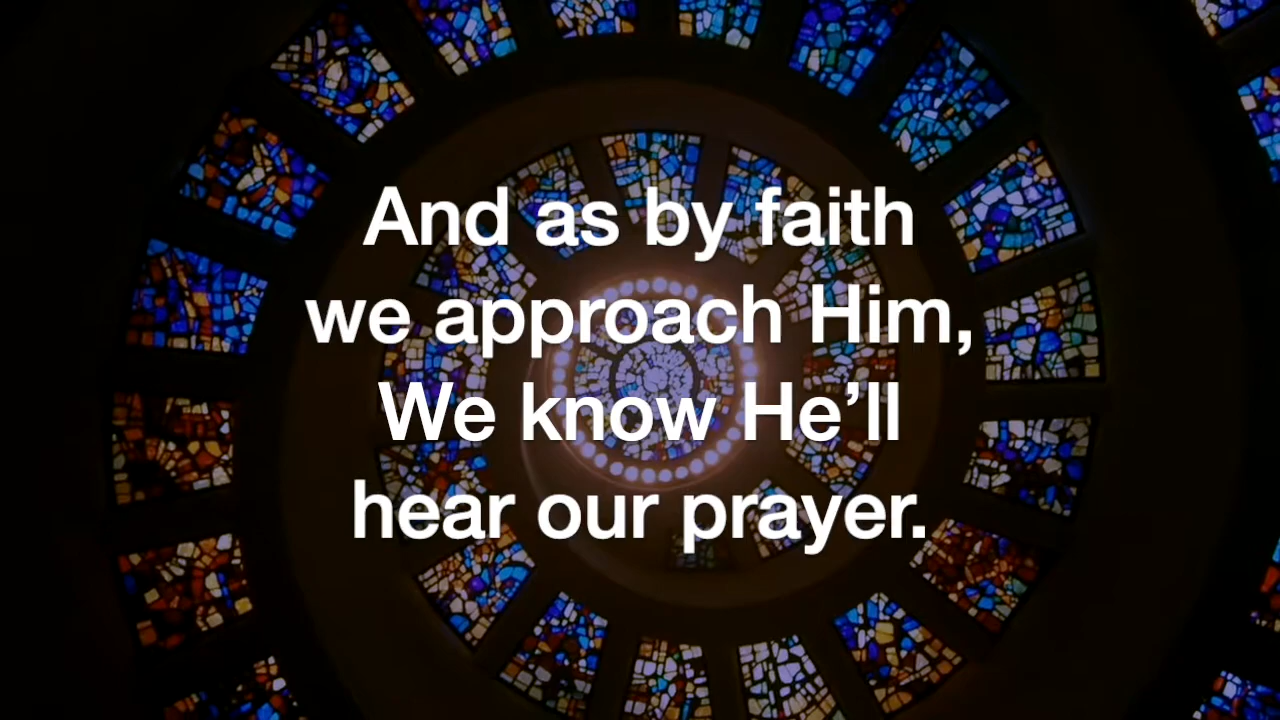 And as by faith
we approach Him,
We know He’ll
hear our prayer.